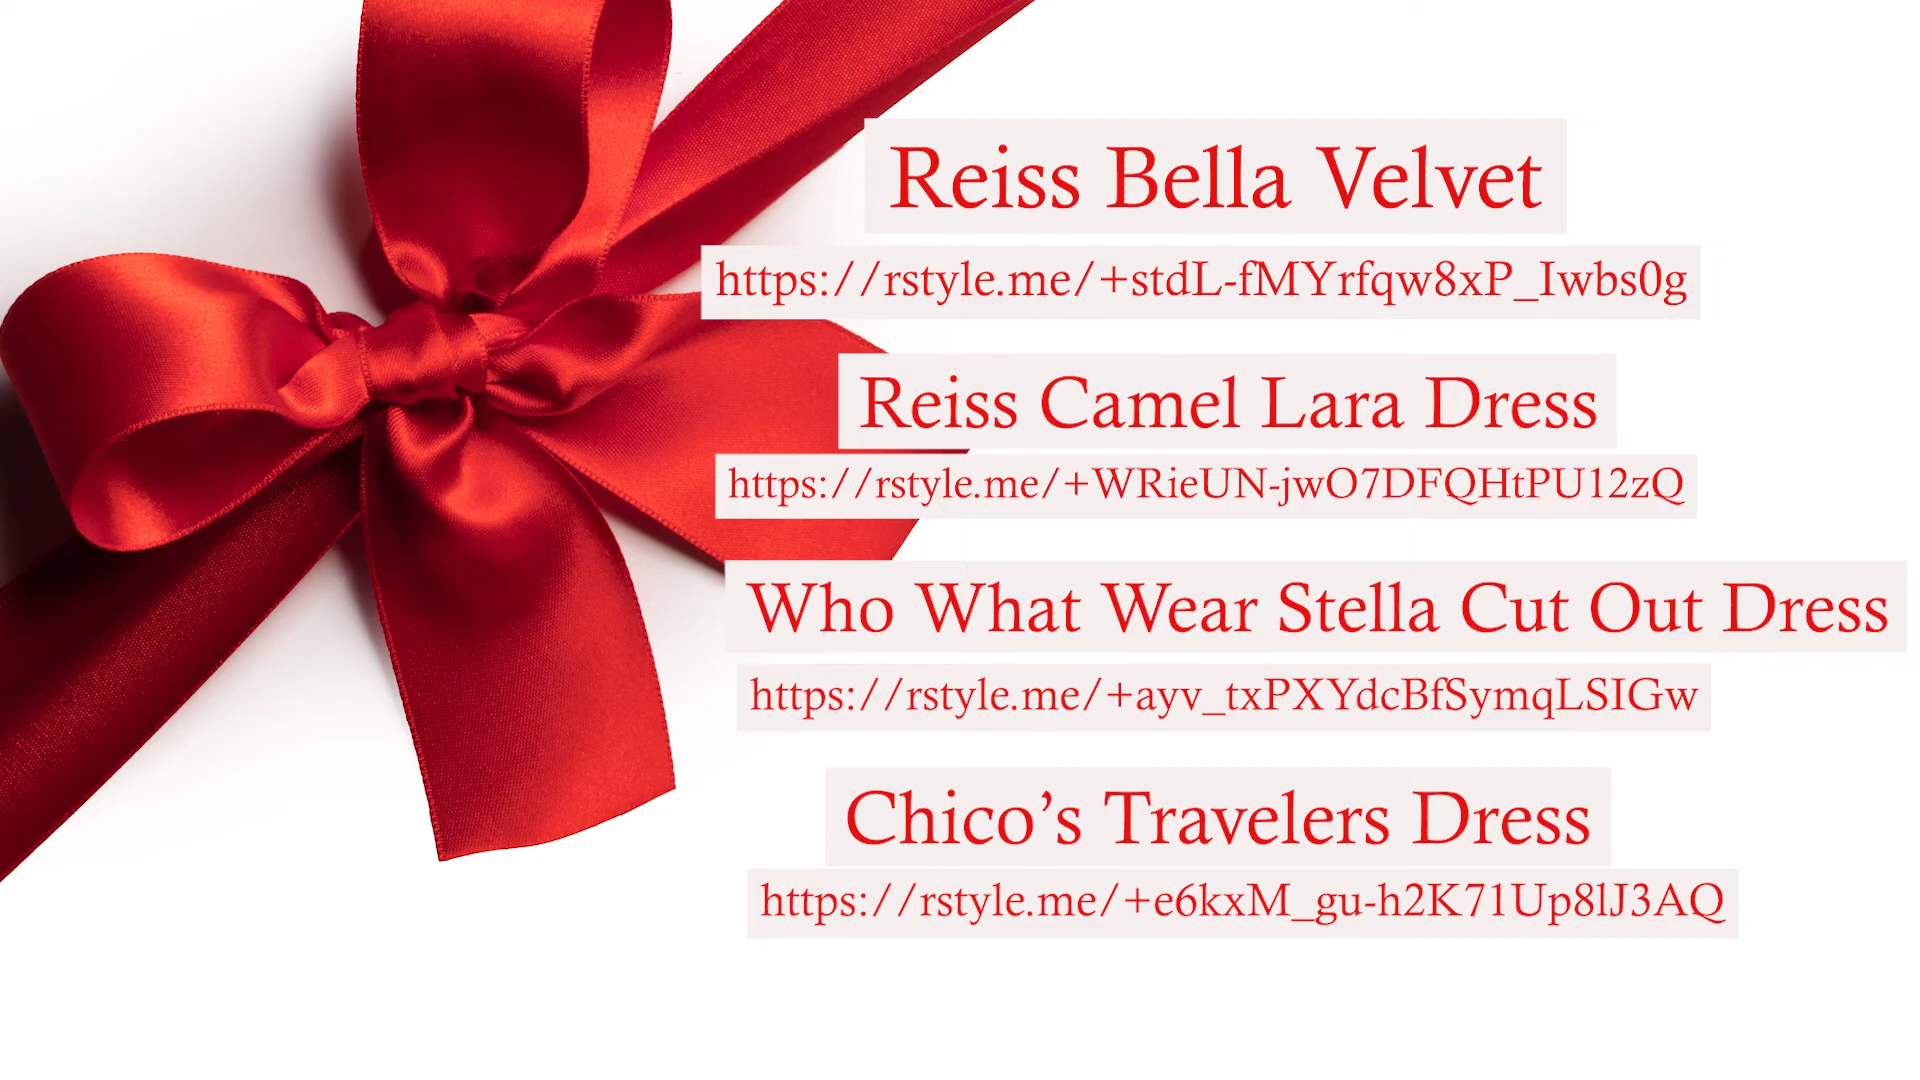 Reiss Bella Velvet
https://rstyle.me/+stdL-fMYrfqw8xP_Iwbs0g
Reiss Camel Lara Dress
https://rstyle.me/+WRieUN-jwO7DFQHtPU12zQ
Who What Wear Stella Cut Out Dress
https://rstyle.me/+ayv_txPXYdcBfSymqLSIGw
Chico’s Travelers Dress
https://rstyle.me/+e6kxM_gu-h2K71Up8lJ3AQ